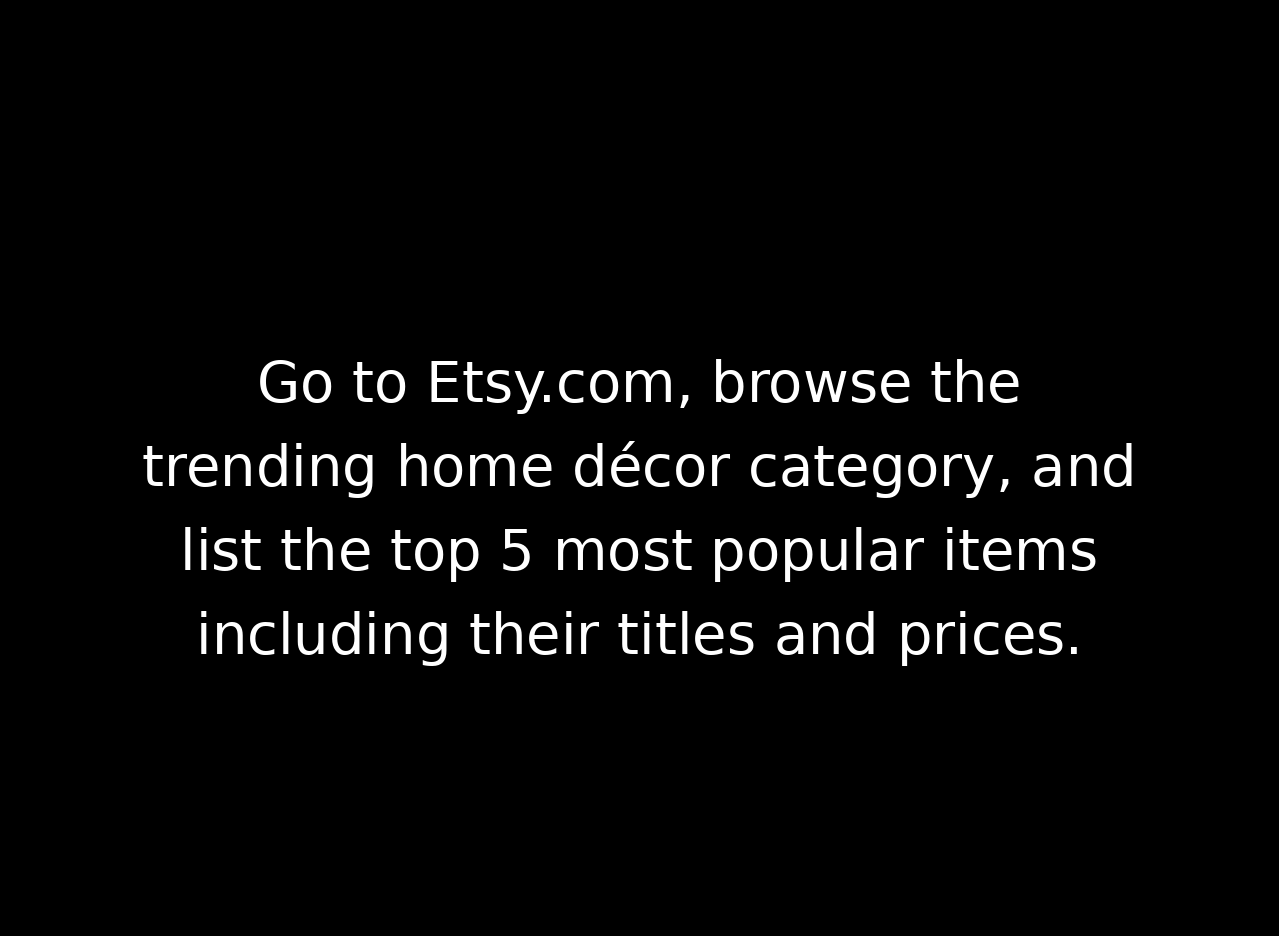 Go to Etsy.com, browse the
trending home décor category, and
list the top 5 most popular items
including their titles and prices.